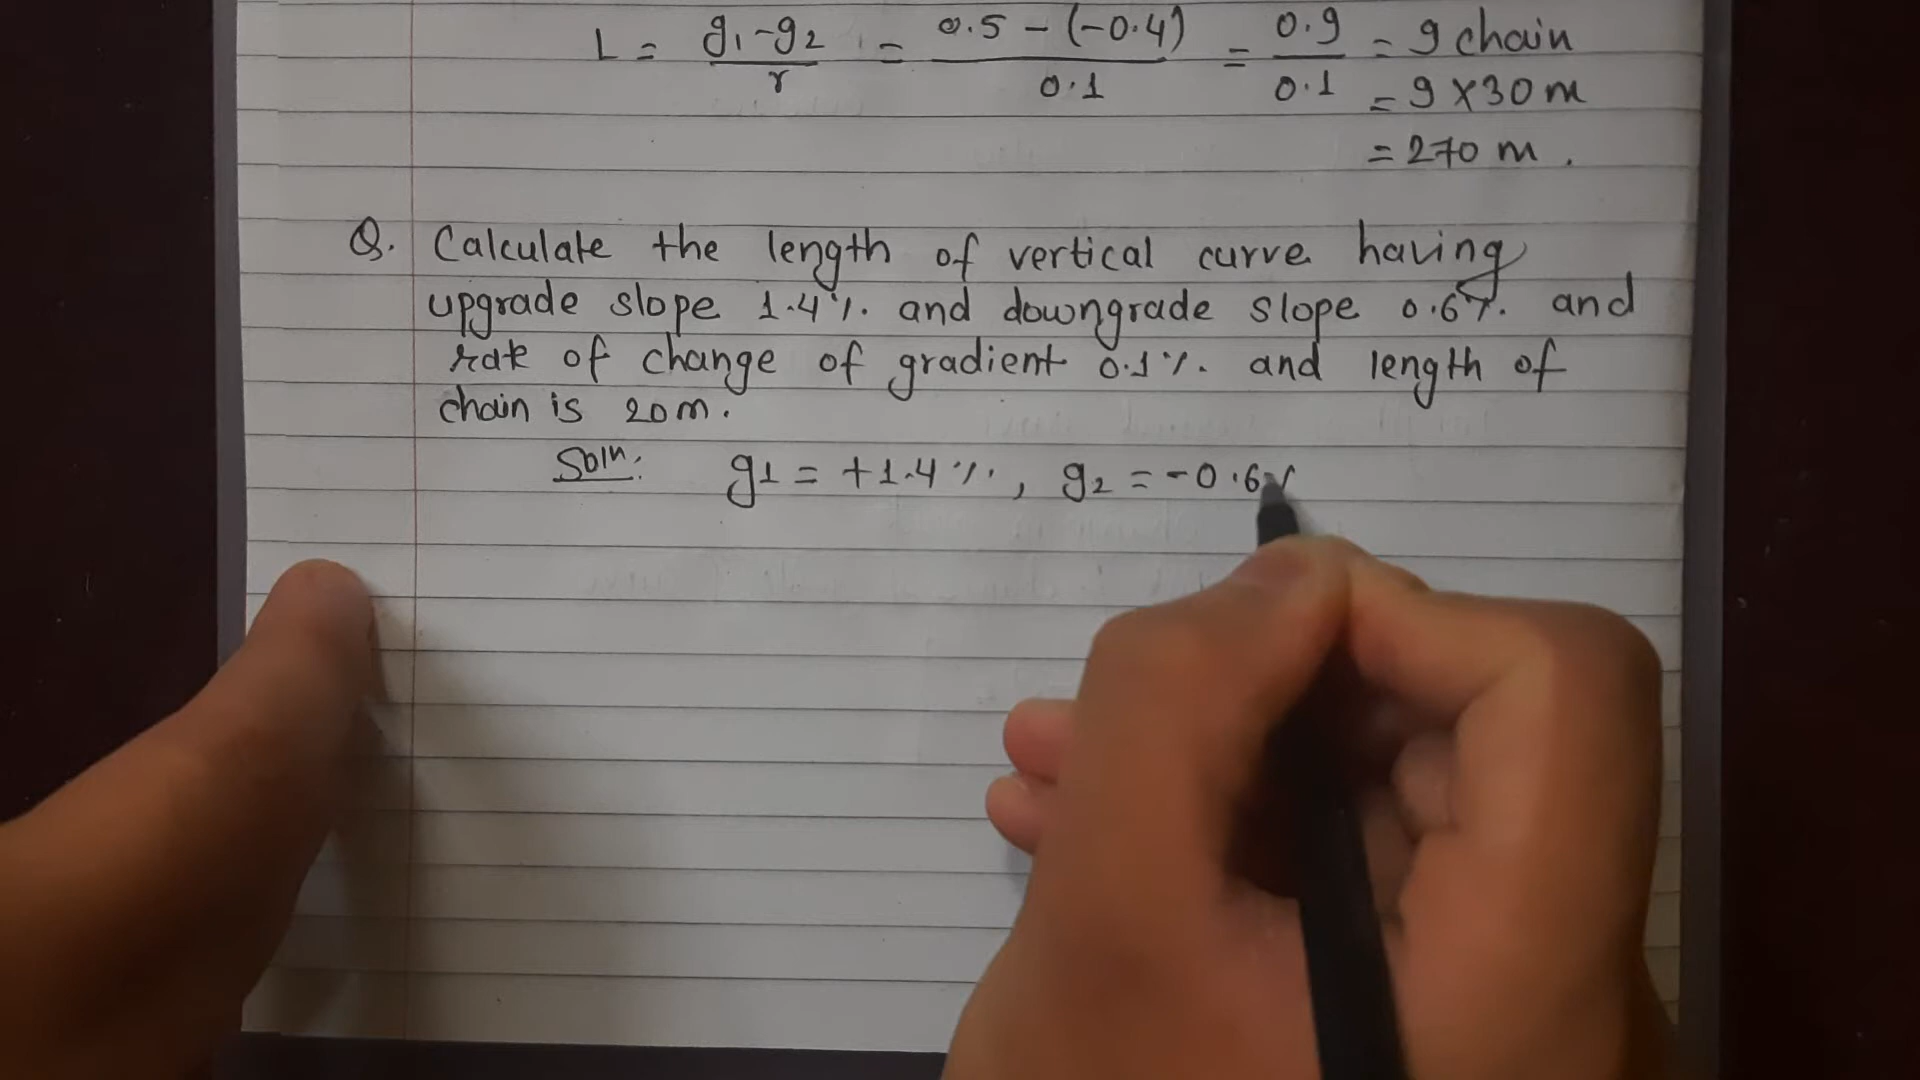 L = g1-g2 / r = 0.5 - (-0.4) / 0.1 = 0.9 / 0.1 = 9 chain
= 9 X 30 m
= 270 m .
Q. Calculate the length of vertical curve having
upgrade slope 1.4 %. and downgrade slope 0.6%. and
rate of change of gradient 0.1 %. and length of
chain is 20m.
Soln: g1 = +1.4 %. , g2 = -0.6%